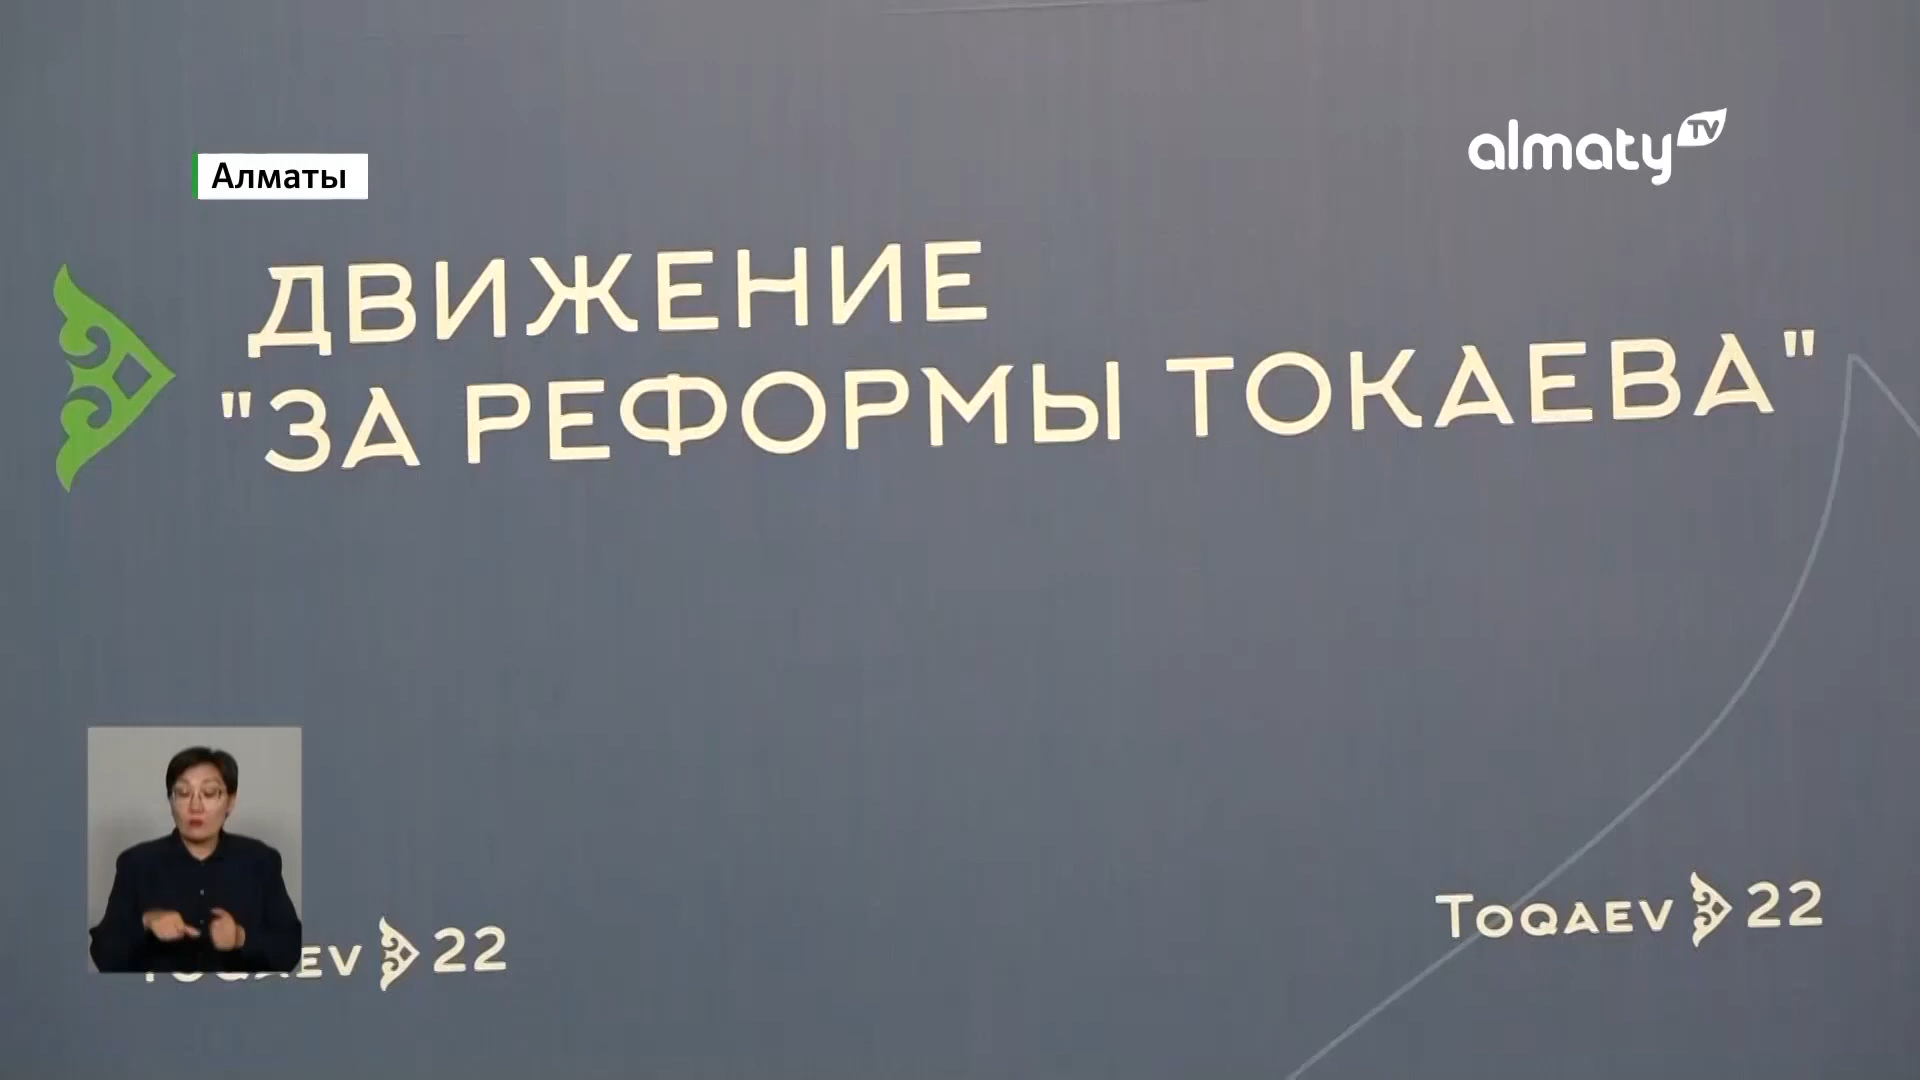 almaty TV
Алматы
ДВИЖЕНИЕ
"ЗА РЕФОРМЫ ТОКАЕВА"
TOQAEV 22
22